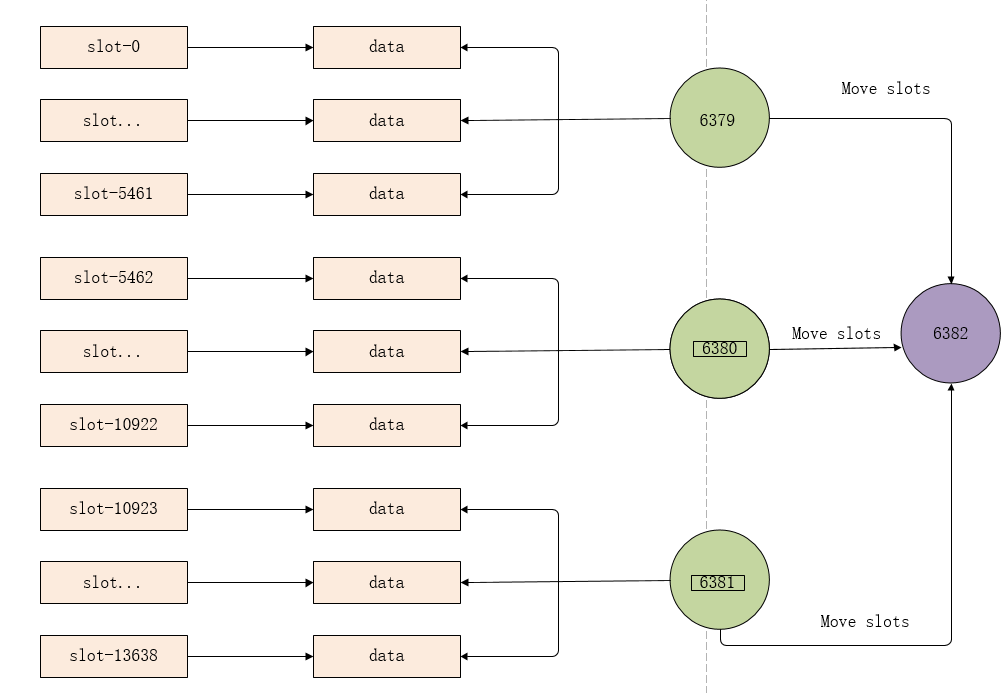 slot-0
data
slot...
data
6379
Move slots
slot-5461
data
slot-5462
data
slot...
data
6380
Move slots
6382
slot-10922
data
slot-10923
data
slot...
data
6381
Move slots
slot-13638
data